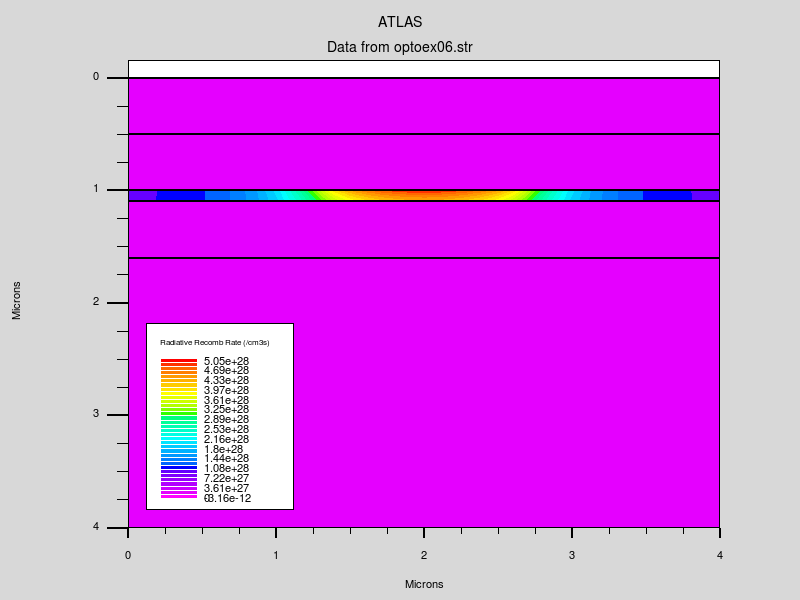 ATLAS
Data from optoex06.str
0
1
2
3
4
Microns
Radiative Recomb Rate (/cm3s)
5.05e+28
4.69e+28
4.33e+28
3.97e+28
3.61e+28
3.25e+28
2.89e+28
2.53e+28
2.16e+28
1.8e+28
1.44e+28
1.08e+28
7.22e+27
3.61e+27
0 1 2 3 4
Microns